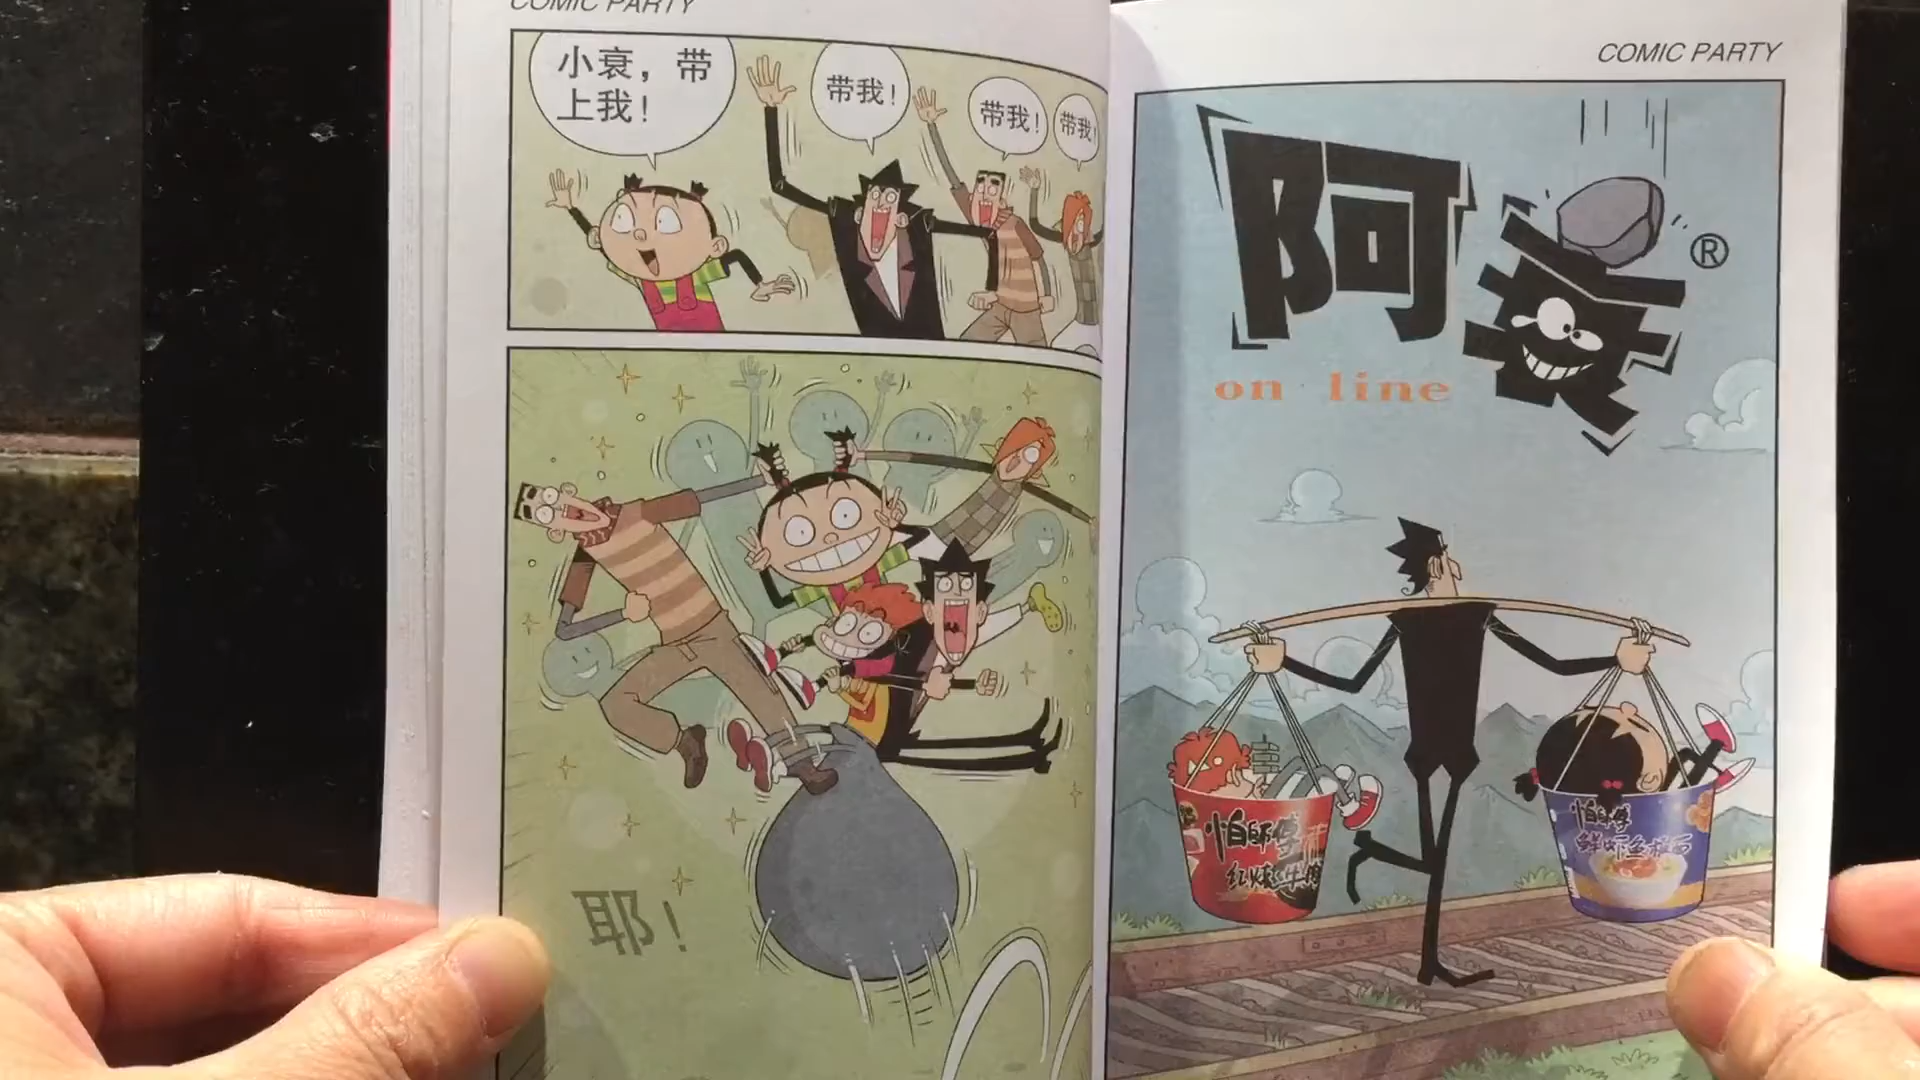 COMIC PARTY
小衰，带
上我！
带我！
带我！
带我！
耶！
COMIC PARTY
阿衰
®
on line
怕师傅
红烧牛肉
怕师傅
鲜虾鱼板面